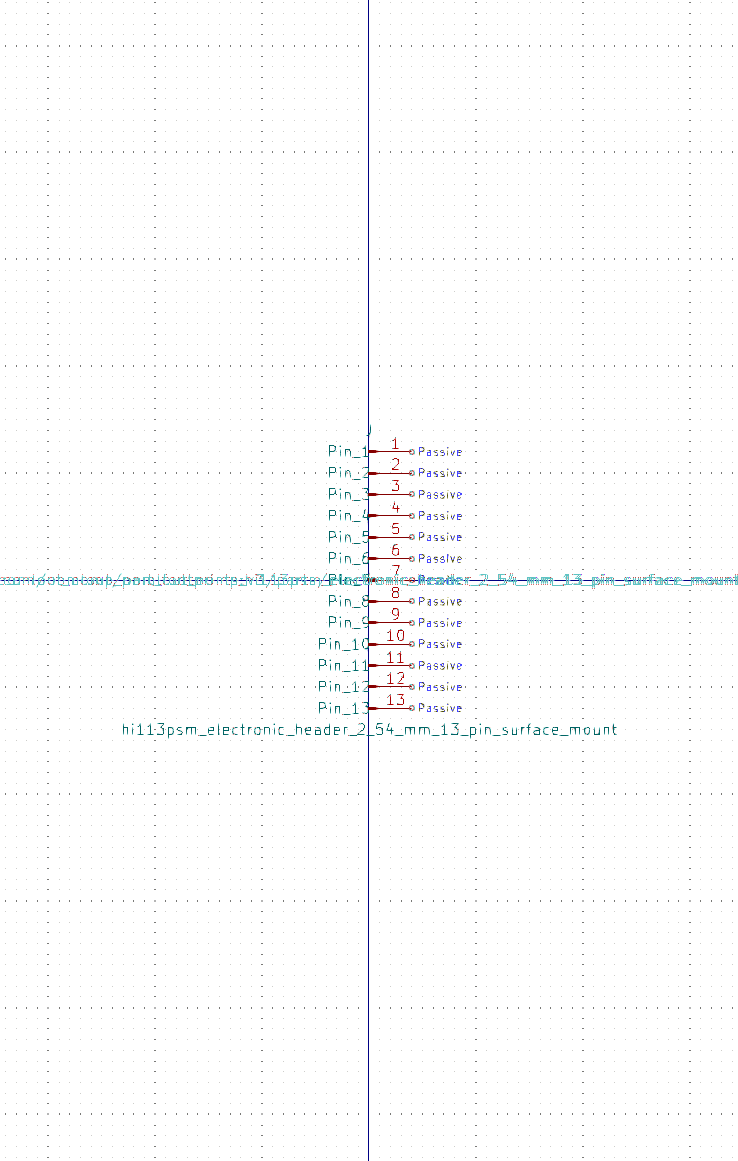 J
Pin_1 1 Passive
Pin_2 2 Passive
Pin_3 3 Passive
Pin_4 4 Passive
Pin_5 5 Passive
Pin_6 6 Passive
7 header_2_54_mm_13_pin_surface_mount
Pin_8 8 Passive
Pin_9 9 Passive
Pin_10 10 Passive
Pin_11 11 Passive
Pin_12 12 Passive
Pin_13 13 Passive
hi113psm_electronic_header_2_54_mm_13_pin_surface_mount